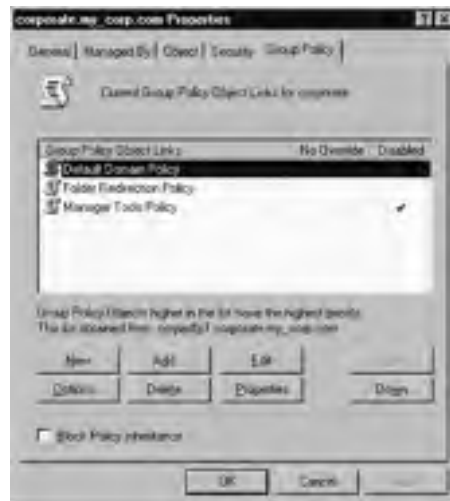 corporate.my_corp.com Properties
General Managed By Object Security Group Policy
Current Group Policy Object Links for corporate
Group Policy Object Links No Override Disabled
Default Domain Policy
Folder Redirection Policy
Manager Tools Policy
Group Policy Objects higher in the list have the highest priority.
This list obtained from: corporate.my_corp.com
New Add Edit
Options Delete Properties Down
Block Policy inheritance
OK Cancel